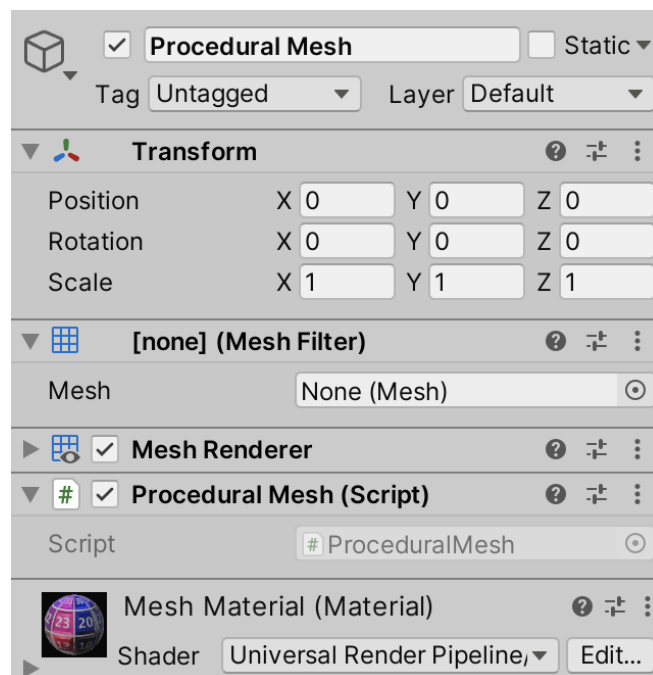 Procedural Mesh Static
Tag Untagged Layer Default
Transform
Position X 0 Y 0 Z 0
Rotation X 0 Y 0 Z 0
Scale X 1 Y 1 Z 1
[none] (Mesh Filter)
Mesh None (Mesh)
Mesh Renderer
# Procedural Mesh (Script)
Script # ProceduralMesh
Mesh Material (Material)
23 20
Shader Universal Render Pipeline/ Edit...